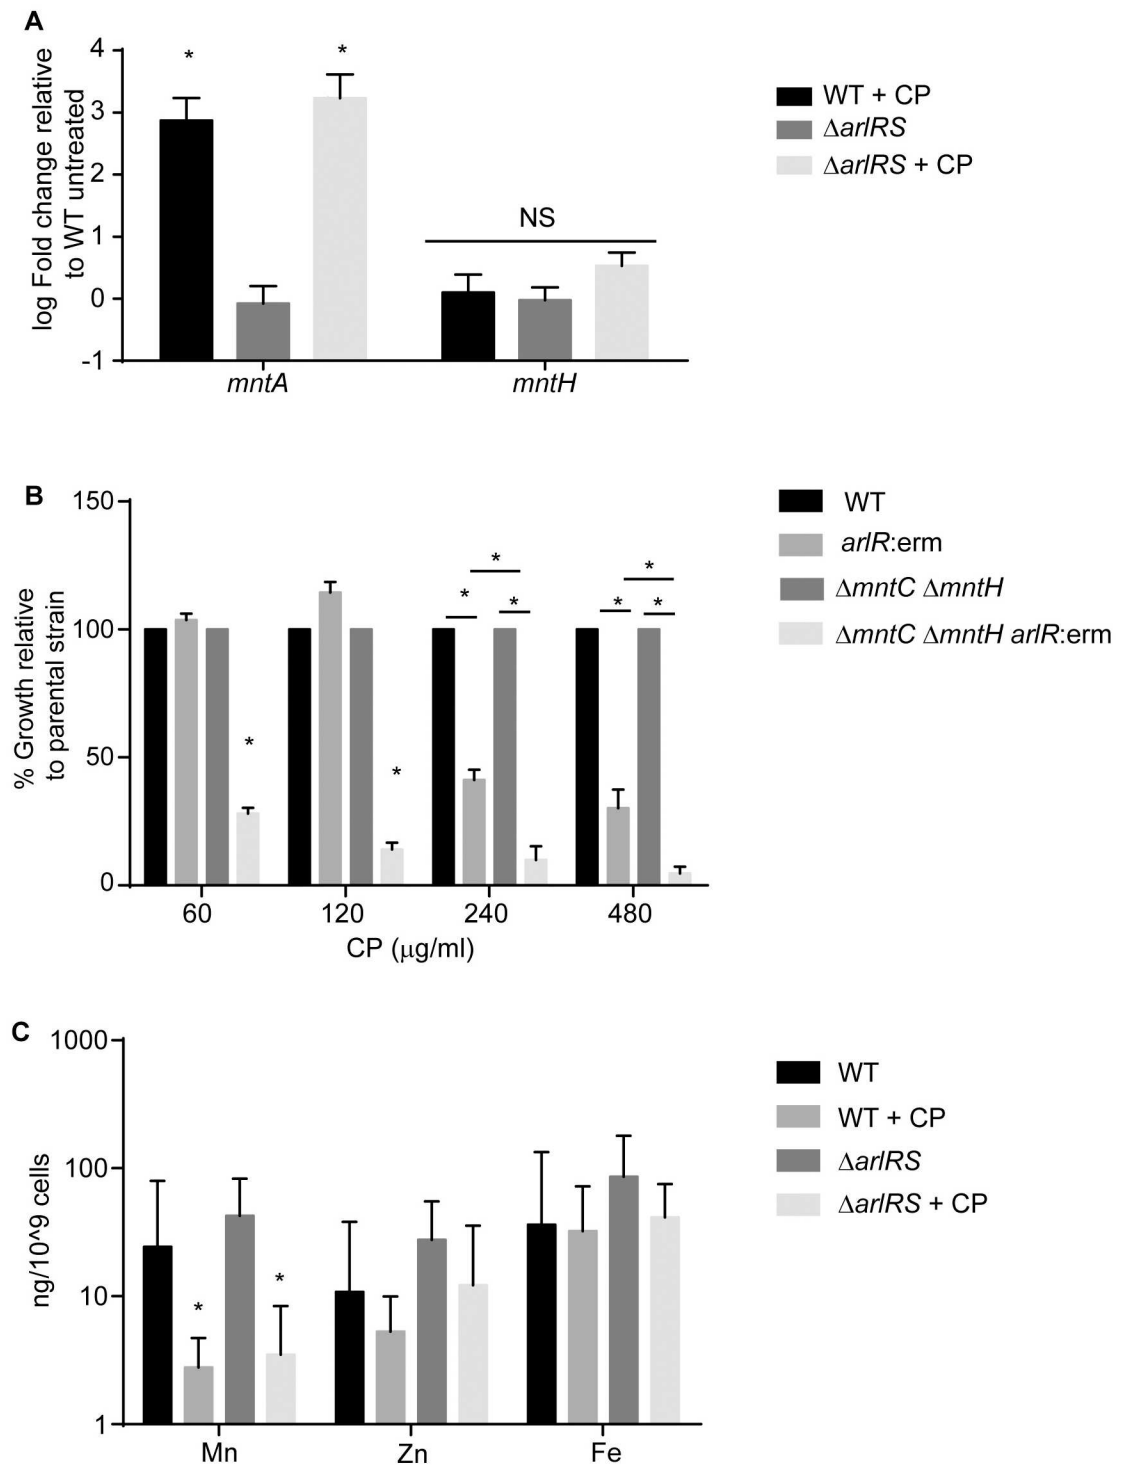 A
log Fold change relative
to WT untreated
4
3
2
1
0
-1
*
*
NS
mntA
mntH
WT + CP
ΔarlRS
ΔarlRS + CP
B
% Growth relative
to parental strain
150
100
50
0
*
*
*
*
*
*
*
*
60
120
240
480
CP (μg/ml)
WT
arlR:erm
ΔmntC ΔmntH
ΔmntC ΔmntH arlR:erm
C
ng/10^9 cells
1000
100
10
1
*
*
Mn
Zn
Fe
WT
WT + CP
ΔarlRS
ΔarlRS + CP